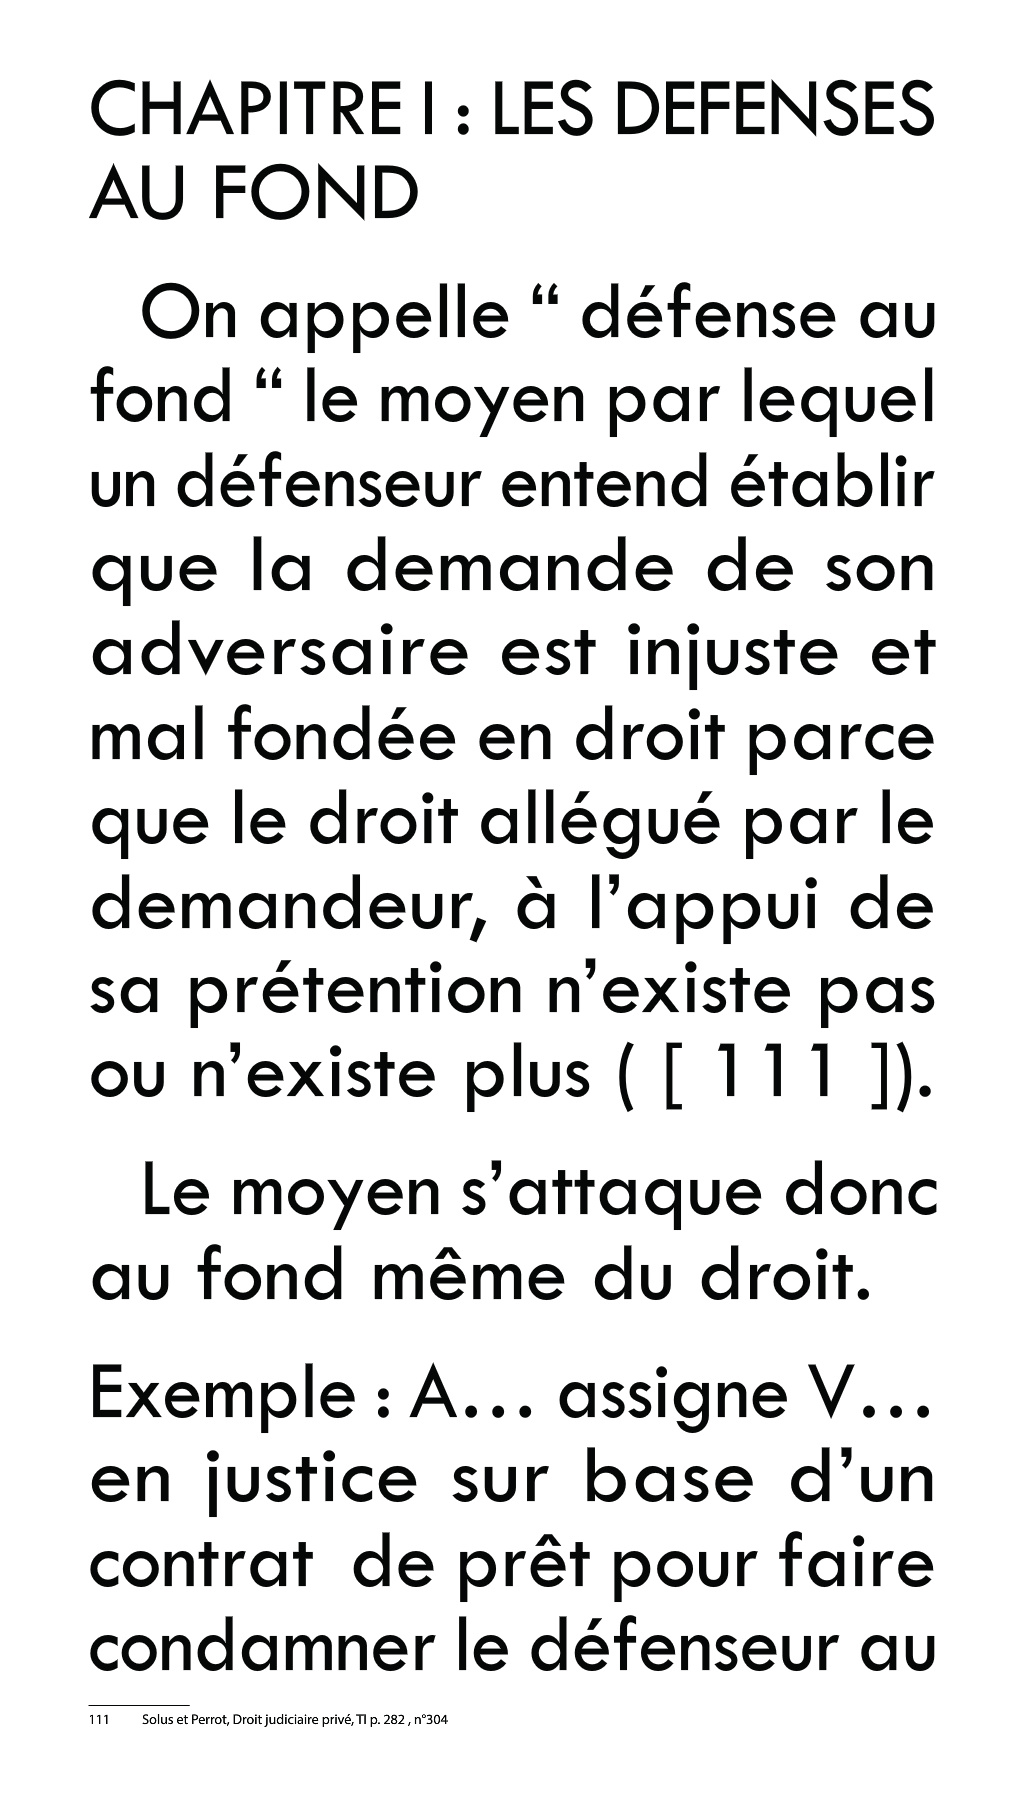 CHAPITRE I : LES DEFENSES
AU FOND
On appelle “ défense au
fond “ le moyen par lequel
un défenseur entend établir
que la demande de son
adversaire est injuste et
mal fondée en droit parce
que le droit allégué par le
demandeur, à l’appui de
sa prétention n’existe pas
ou n’existe plus ( [ 111 ]).
Le moyen s’attaque donc
au fond même du droit.
Exemple : A… assigne V…
en justice sur base d’un
contrat de prêt pour faire
condamner le défenseur au
111 Solus et Perrot, Droit judiciaire privé, TI p. 282 , n°304